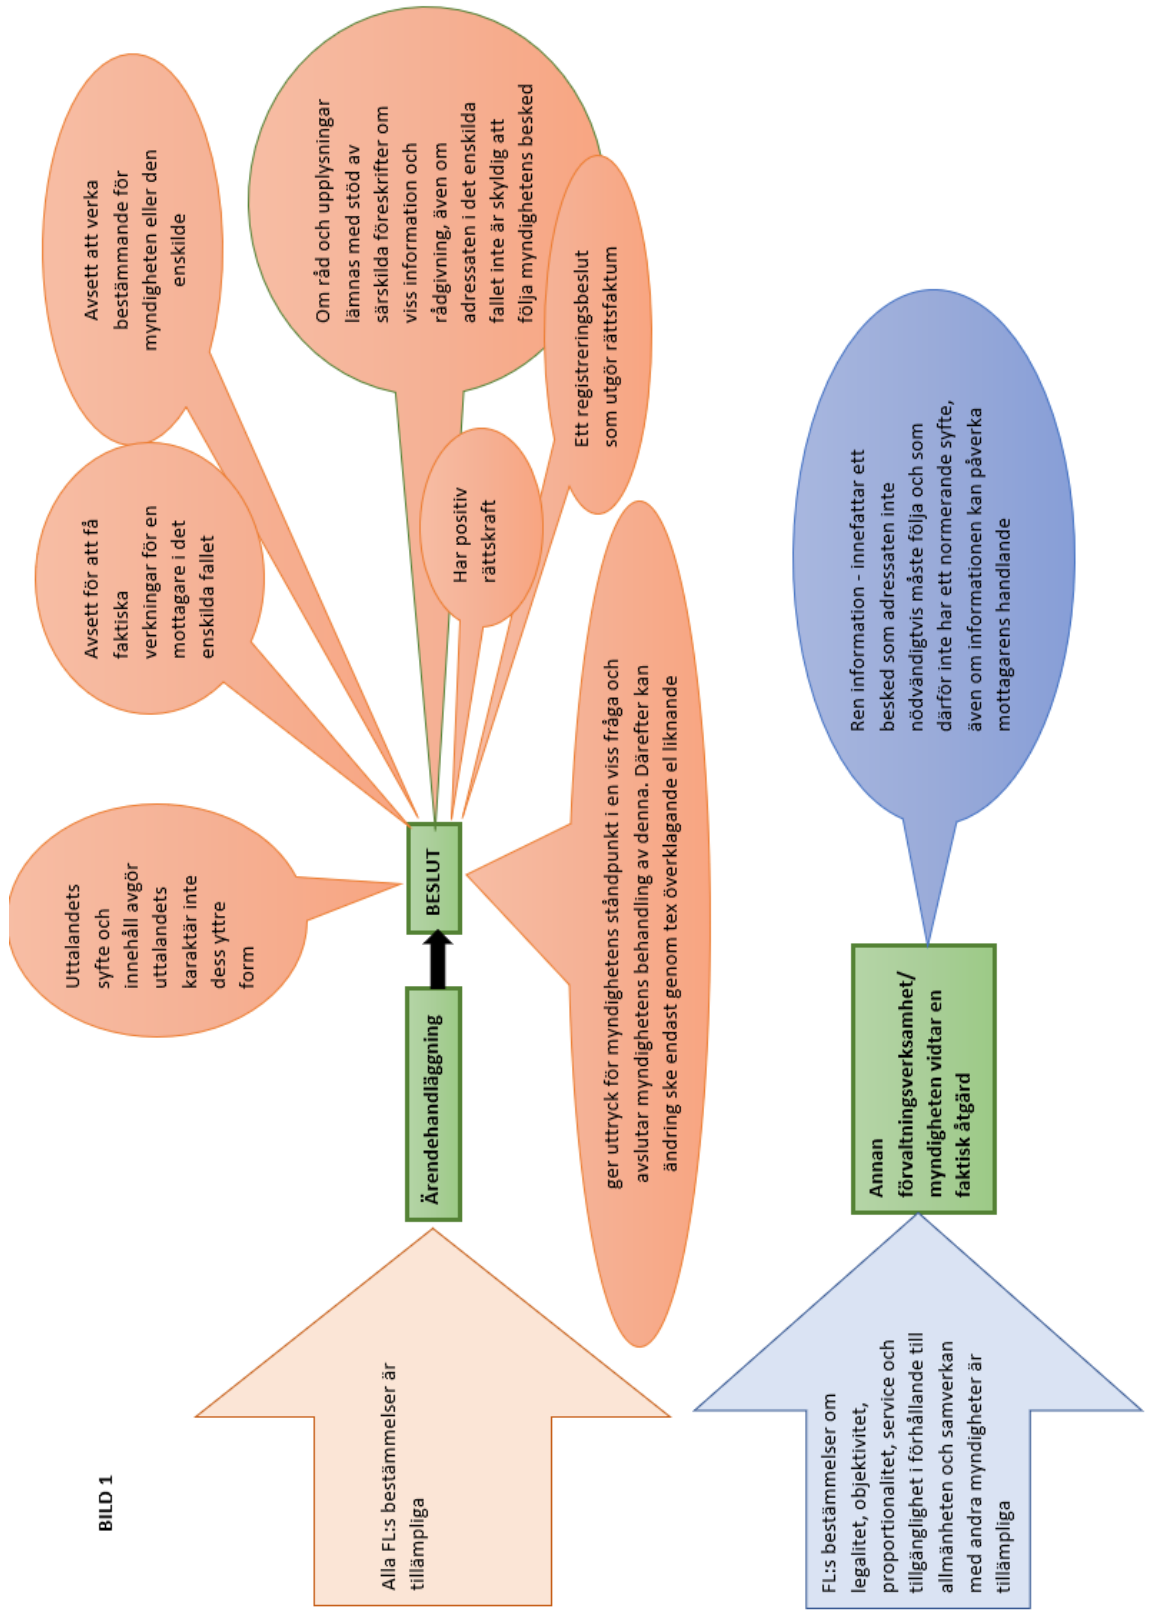 BILD 1
Uttalandets
syfte och
innehåll avgör
uttalandets
karaktär inte
dess yttre
form
Avsett för att få
faktiska
verkningar för en
mottagare i det
enskilda fallet
Avsett att verka
bestämmande för
myndigheten eller den
enskilde
Om råd och upplysningar
lämnas med stöd av
särskilda föreskrifter om
viss information och
rådgivning, även om
adressaten i det enskilda
fallet inte är skyldig att
följa myndighetens besked
Alla FL:s bestämmelser är
tillämpliga
Ärendehandläggning
BESLUT
Har positiv
rättskraft
Ett registreringsbeslut
som utgör rättsfaktum
ger uttryck för myndighetens ståndpunkt i en viss fråga och
avslutar myndighetens behandling av denna. Därefter kan
ändring ske endast genom tex överklagande el liknande
FL:s bestämmelser om
legalitet, objektivitet,
proportionalitet, service och
tillgänglighet i förhållande till
allmänheten och samverkan
med andra myndigheter är
tillämpliga
Annan
förvaltningsverksamhet/
myndigheten vidtar en
faktisk åtgärd
Ren information - innefattar ett
besked som adressaten inte
nödvändigtvis måste följa och som
därför inte har ett normerande syfte,
även om informationen kan påverka
mottagarens handlande